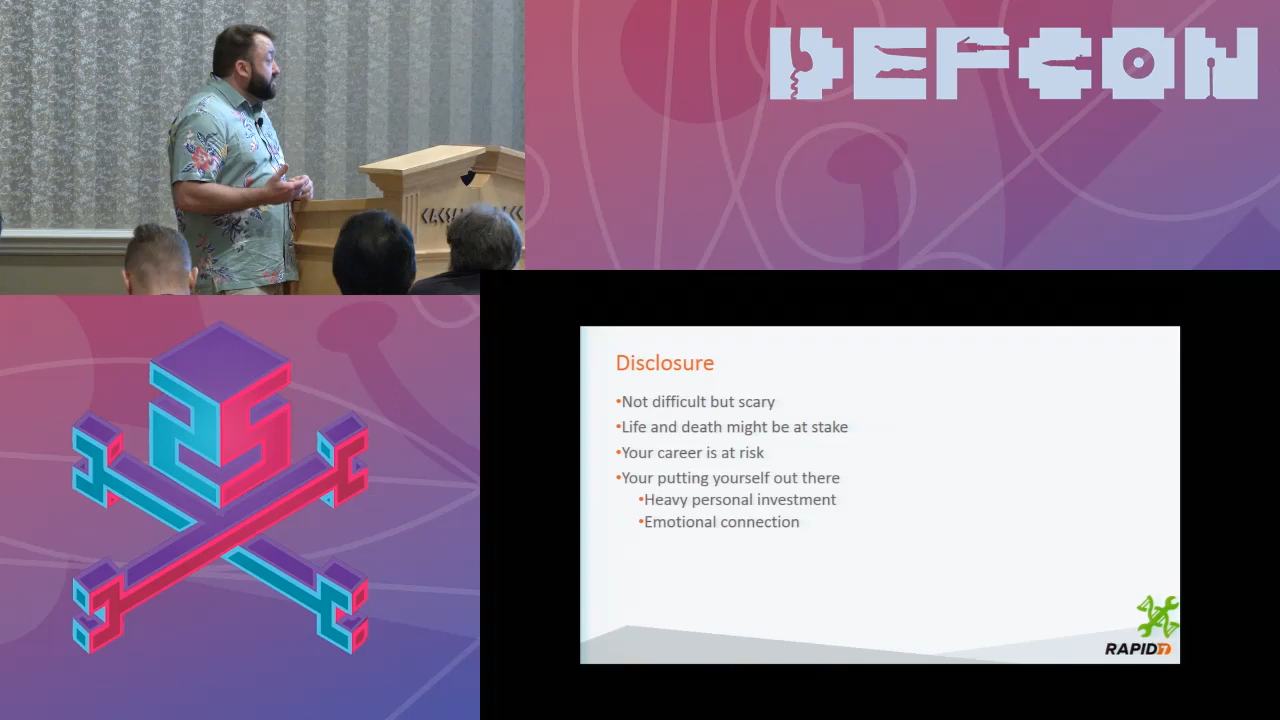 DEFCON
Disclosure
•Not difficult but scary
•Life and death might be at stake
•Your career is at risk
•Your putting yourself out there
•Heavy personal investment
•Emotional connection
RAPID7